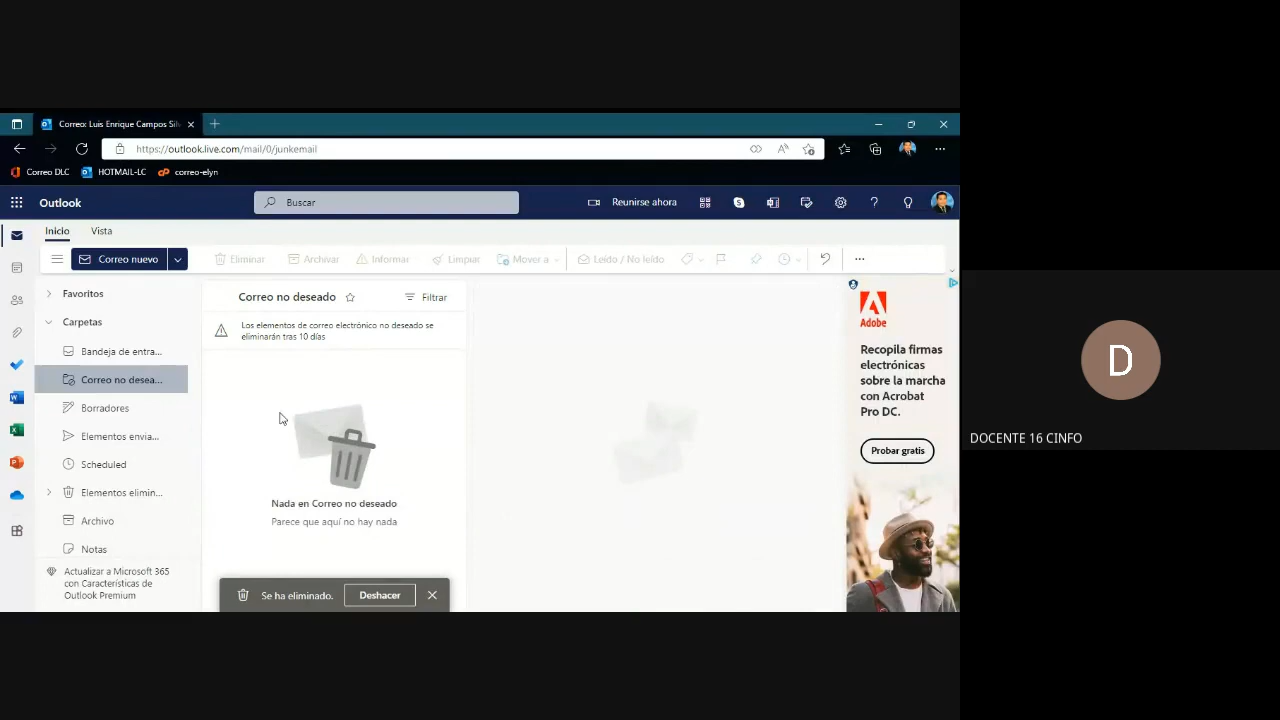 Correo: Luis Enrique Campos Silv
https://outlook.live.com/mail/0/junkemail
Correo DLC
HOTMAIL-LC
correo-elyn
Outlook
Buscar
Reunirse ahora
Inicio
Vista
Correo nuevo
Eliminar
Archivar
Informar
Limpiar
Mover a
Leído / No leído
Favoritos
Carpetas
Bandeja de entra...
Correo no desea...
Borradores
Elementos envia...
Scheduled
Elementos elimin...
Archivo
Notas
Actualizar a Microsoft 365
con Características de
Outlook Premium
Correo no deseado
Filtrar
Los elementos de correo electrónico no deseado se
eliminarán tras 10 días
Nada en Correo no deseado
Parece que aquí no hay nada
Se ha eliminado.
Deshacer
Adobe
Recopila firmas
electrónicas
sobre la marcha
con Acrobat
Pro DC.
Probar gratis
D
DOCENTE 16 CINFO